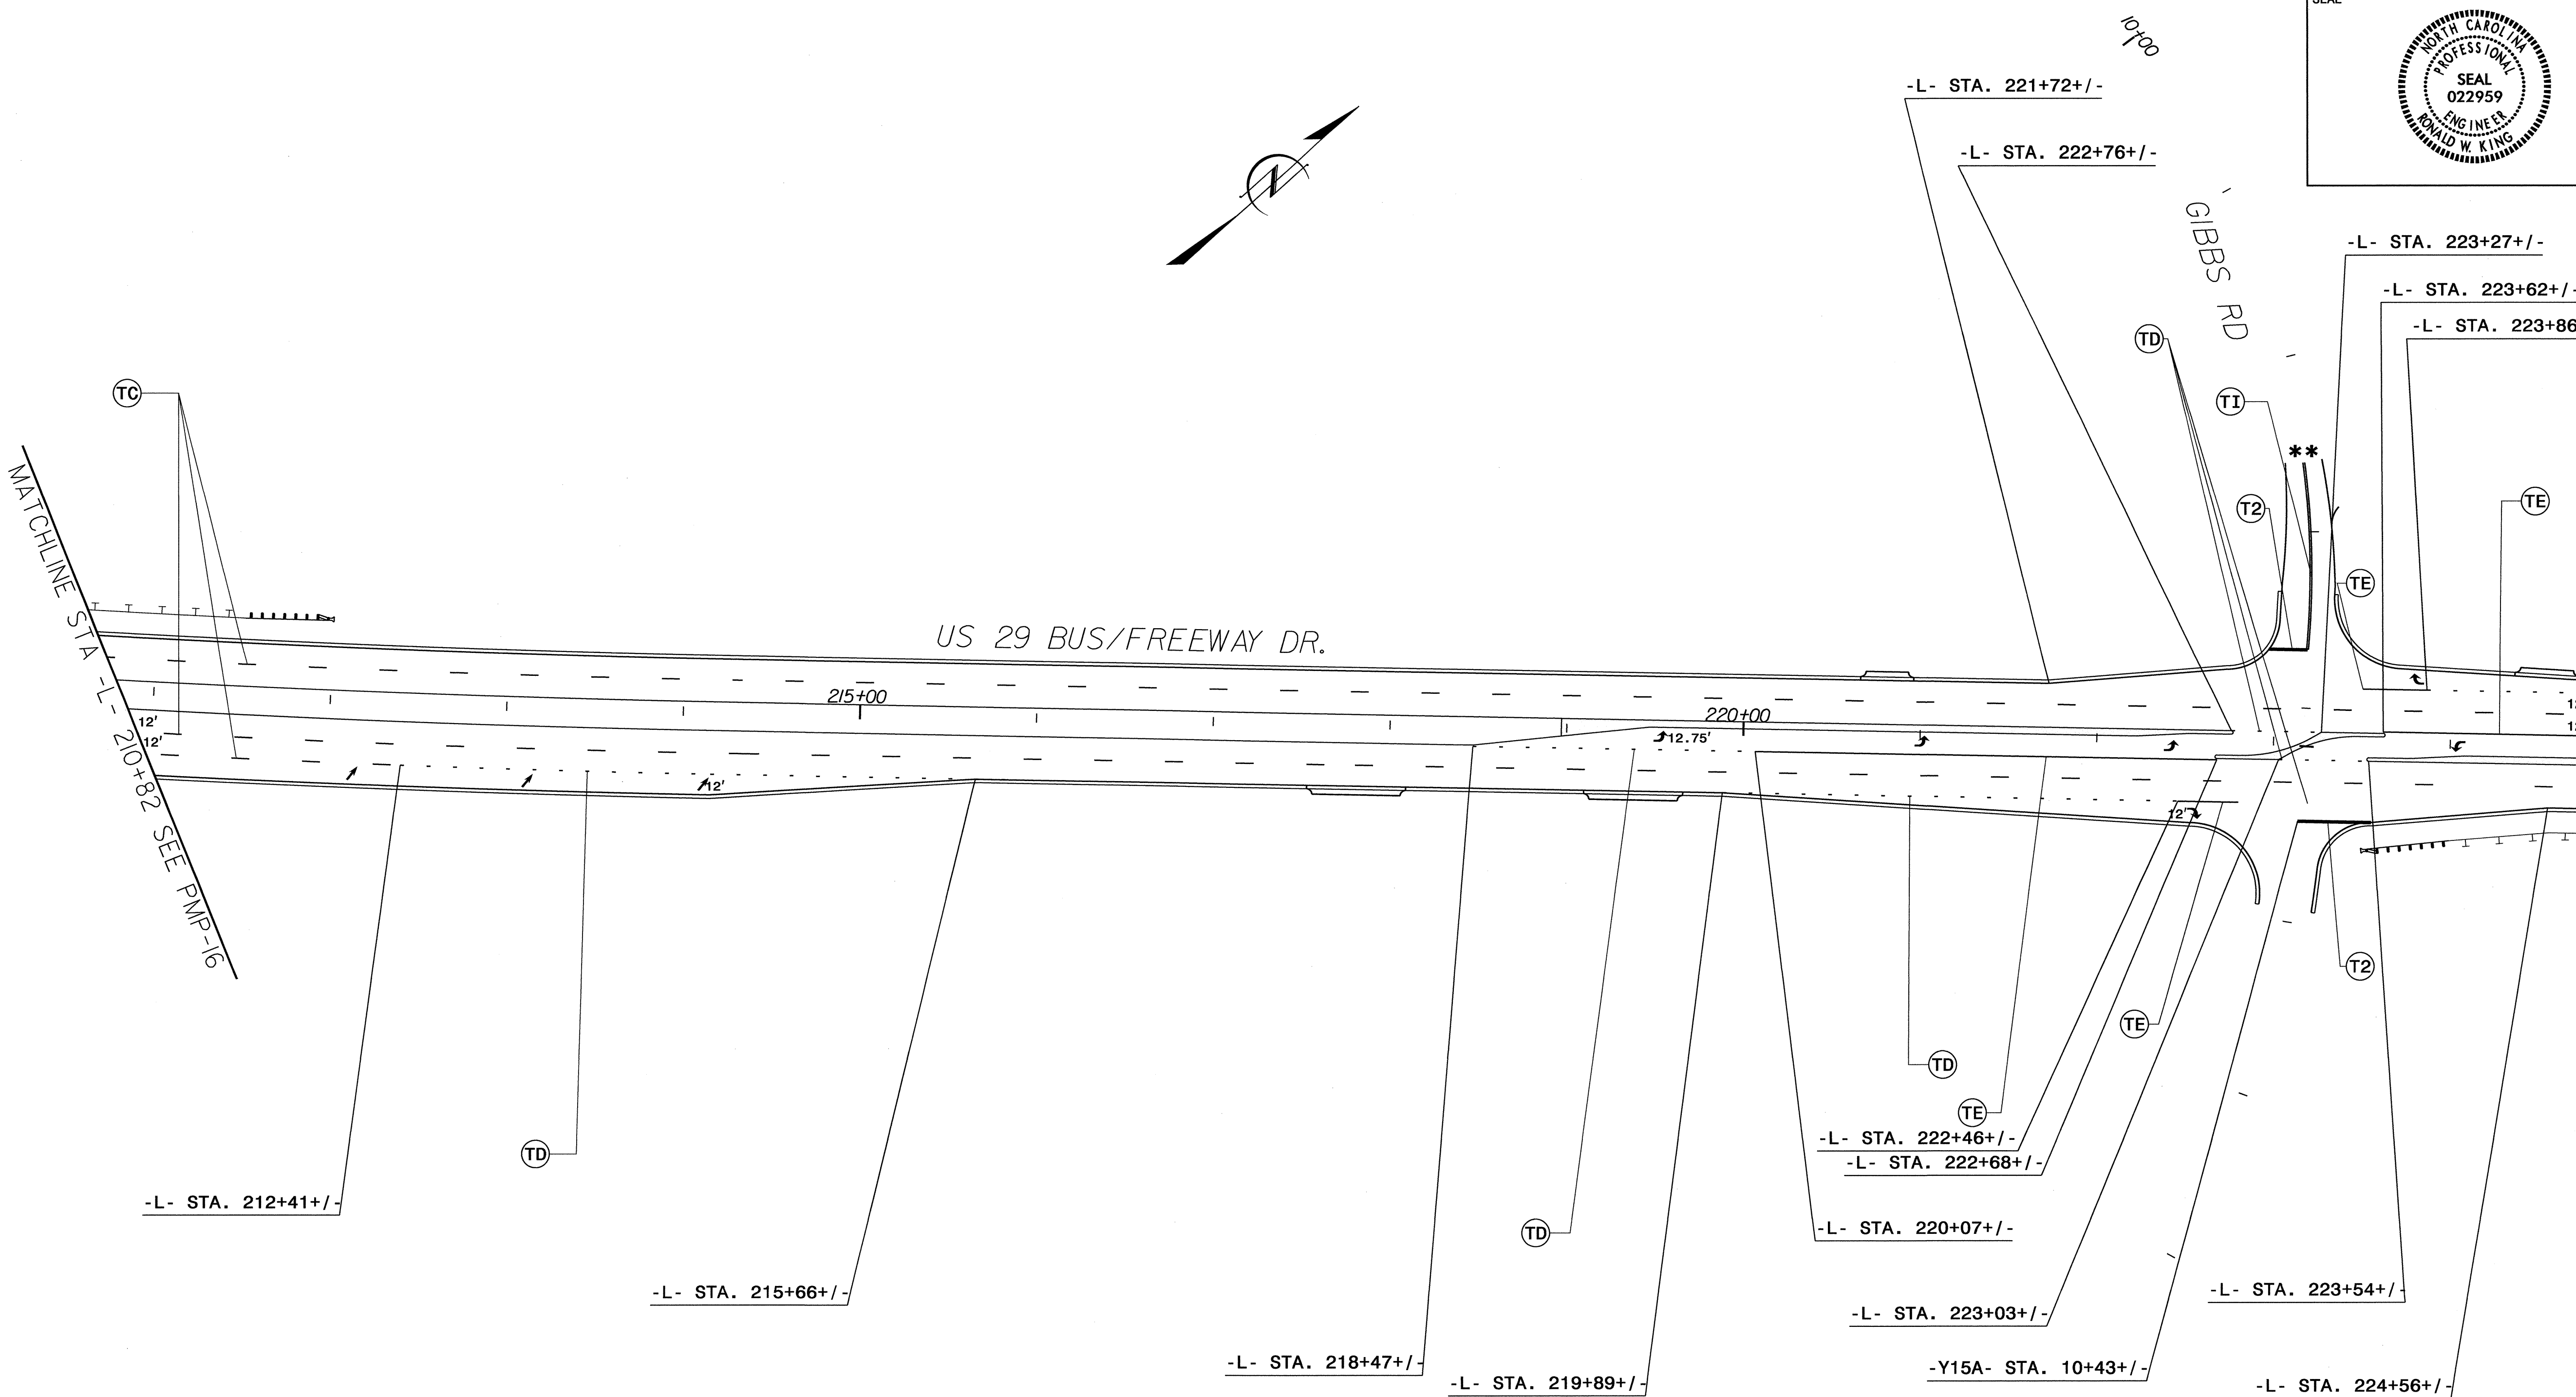 10+00
SEAL
NORTH CAROLINA
PROFESSIONAL
SEAL
022959
ENGINEER
RONALD W. KING
-L- STA. 221+72+/-
-L- STA. 222+76+/-
GIBBS RD
-L- STA. 223+27+/-
-L- STA. 223+62+/-
-L- STA. 223+86
N
TD
TC
TI
**
T2
TE
TE
MATCHLINE STA -L- 210+82 SEE PMP-16
US 29 BUS/FREEWAY DR.
215+00
220+00
12'
12'
12.75'
12'
12'
T2
TE
TD
TE
TD
TD
-L- STA. 222+46+/-
-L- STA. 222+68+/-
-L- STA. 212+41+/-
-L- STA. 220+07+/-
-L- STA. 215+66+/-
-L- STA. 223+54+/-
-L- STA. 223+03+/-
-L- STA. 218+47+/-
-Y15A- STA. 10+43+/-
-L- STA. 219+89+/-
-L- STA. 224+56+/-